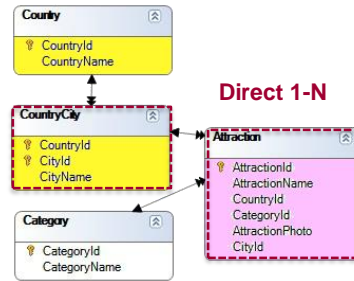 Country
CountryId
CountryName
Direct 1-N
CountryCity
CountryId
CityId
CityName
Attraction
AttractionId
AttractionName
CountryId
CategoryId
AttractionPhoto
CityId
Category
CategoryId
CategoryName